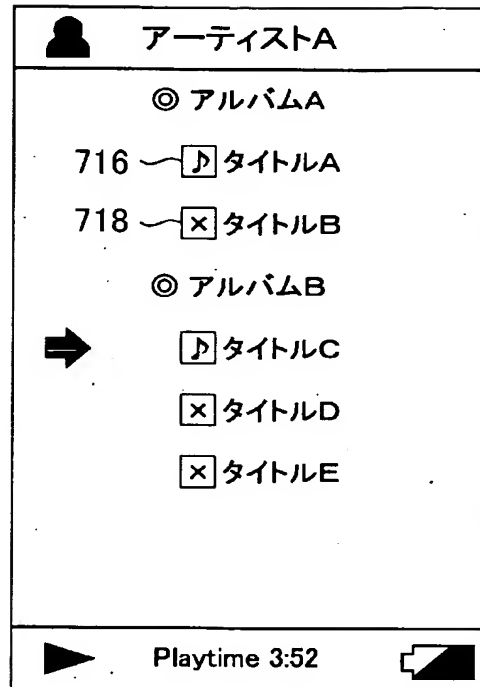 アーティストA
◎ アルバムA
716 ♪ タイトルA
718 × タイトルB
◎ アルバムB
♪ タイトルC
× タイトルD
× タイトルE
Playtime 3:52